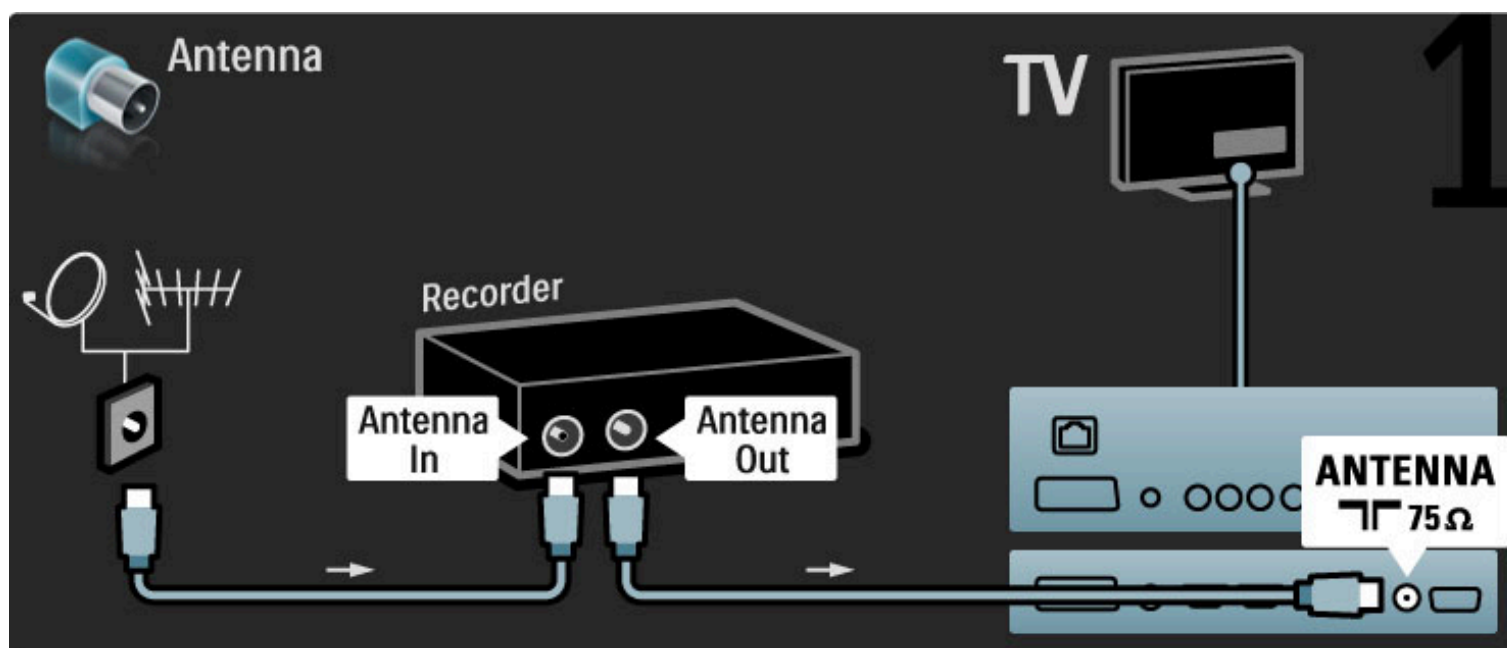 Antenna
TV
1
Recorder
Antenna
In
Antenna
Out
ANTENNA
75Ω